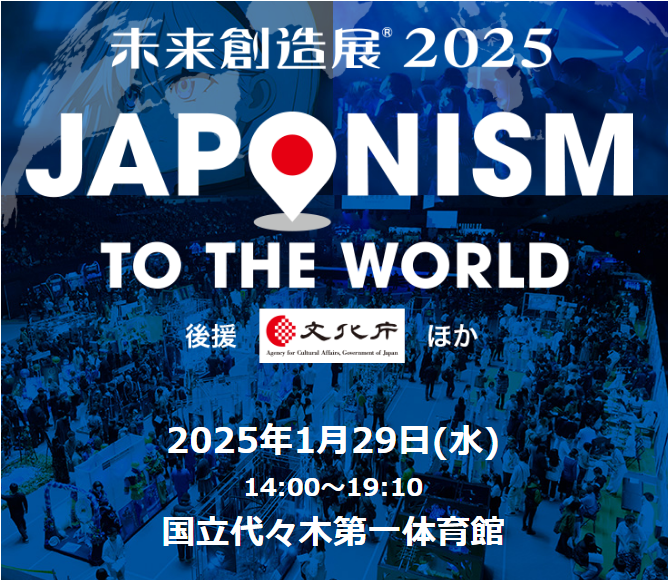 未来創造展® 2025
JAPONISM
TO THE WORLD
後援 文化庁 ほか
Agency for Cultural Affairs, Government of Japan
2025年1月29日(水)
14:00~19:10
国立代々木第一体育館